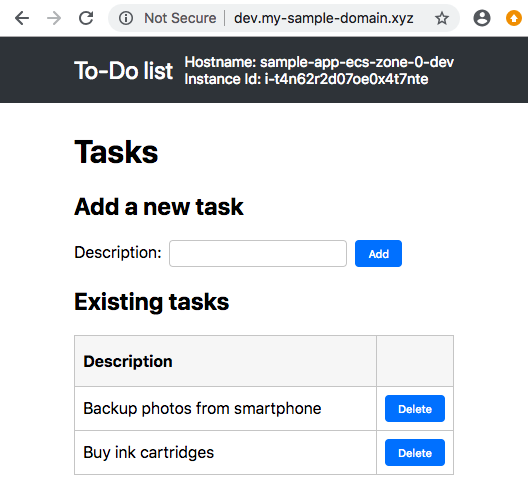 Not Secure | dev.my-sample-domain.xyz
To-Do list
Hostname: sample-app-ecs-zone-0-dev
Instance Id: i-t4n62r2d07oe0x4t7nte
Tasks
Add a new task
Description: Add
Existing tasks
Description
Backup photos from smartphone Delete
Buy ink cartridges Delete